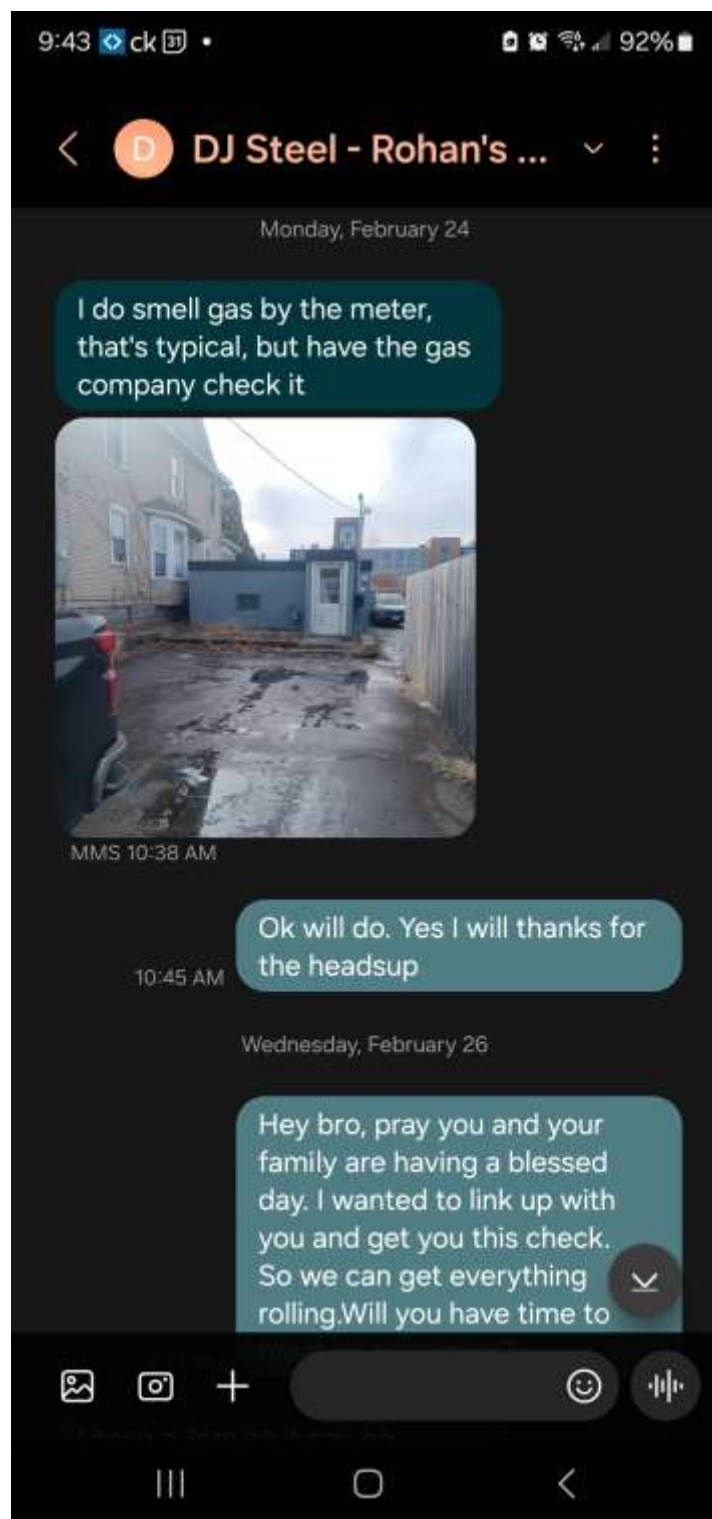 9:43 ck 31 • 92%
D DJ Steel - Rohan's ...
Monday, February 24
I do smell gas by the meter,
that's typical, but have the gas
company check it
MMS 10:38 AM
Ok will do. Yes I will thanks for
the headsup
10:45 AM
Wednesday, February 26
Hey bro, pray you and your
family are having a blessed
day. I wanted to link up with
you and get you this check.
So we can get everything
rolling.Will you have time to